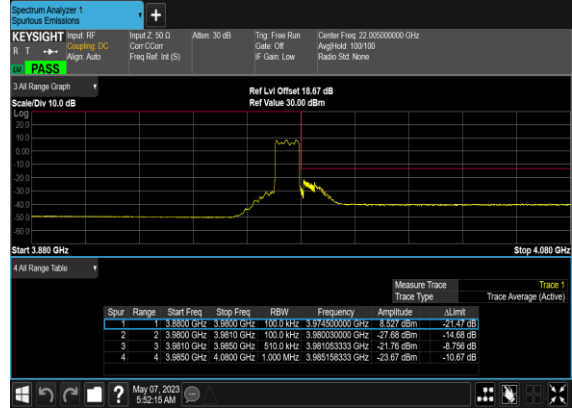 Spectrum Analyzer 1
Spurious Emissions
KEYSIGHT Input: RF Input Z: 50 Ω Atten: 30 dB Trig: Free Run Center Freq: 22.005000000 GHz
R T Coupling: DC Corr CCorr Gate: Off Avg|Hold: 100/100
Align: Auto Freq Ref: Int (S) IF Gain: Low Radio Std: None
PASS
3 All Range Graph
Ref Lvl Offset 18.67 dB
Scale/Div 10.0 dB Ref Value 30.00 dBm
Log
20.0
10.0
0.00
-10.0
-20.0
-30.0
-40.0
-50.0
-60.0
Start 3.880 GHz Stop 4.080 GHz
4 All Range Table
Measure Trace Trace 1
Trace Type Trace Average (Active)
Spur Range Start Freq Stop Freq RBW Frequency Amplitude ΔLimit
1 1 3.8800 GHz 3.9800 GHz 100.0 kHz 3.974500000 GHz 8.527 dBm -21.47 dB
2 2 3.9800 GHz 3.9810 GHz 100.0 kHz 3.980030000 GHz -27.68 dBm -14.68 dB
3 3 3.9810 GHz 3.9850 GHz 510.0 kHz 3.981053333 GHz -21.76 dBm -8.756 dB
4 4 3.9850 GHz 4.0800 GHz 1.000 MHz 3.985158333 GHz -23.67 dBm -10.67 dB
? May 07, 2023
5:52:15 AM